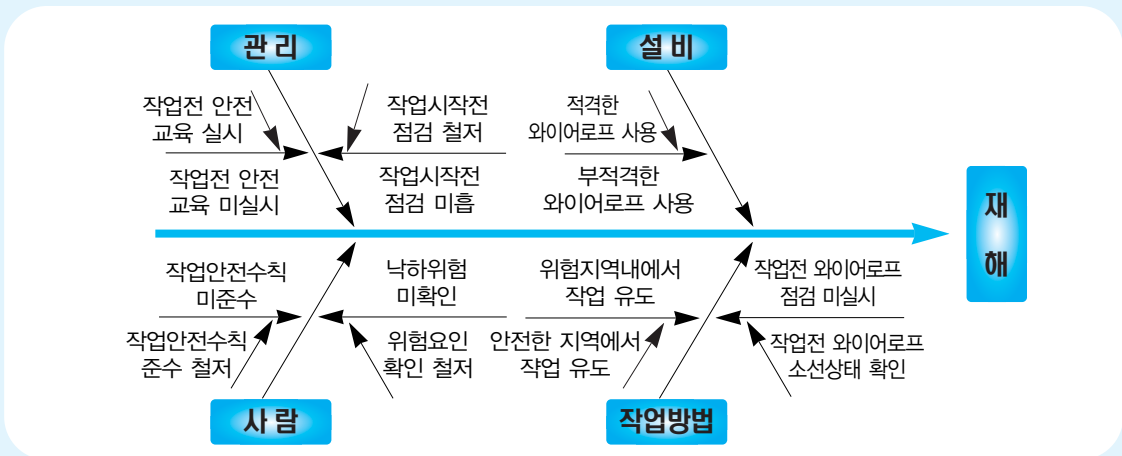 관 리
설 비
작업전 안전
교육 실시
작업시작전
점검 철저
적격한
와이어로프 사용
작업전 안전
교육 미실시
작업시작전
점검 미흡
부적격한
와이어로프 사용
재
해
작업안전수칙
미준수
낙하위험
미확인
위험지역내에서
작업 유도
작업전 와이어로프
점검 미실시
작업안전수칙
준수 철저
위험요인
확인 철저
안전한 지역에서
작업 유도
작업전 와이어로프
소선상태 확인
사 람
작업방법